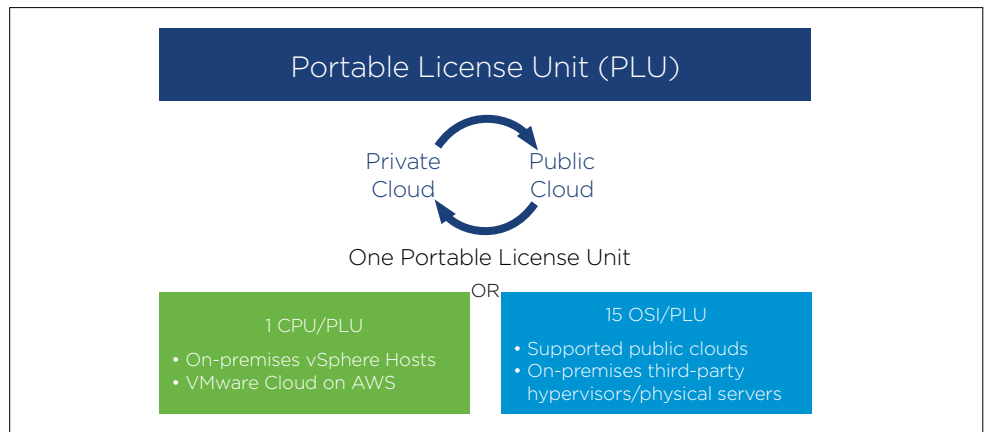 Portable License Unit (PLU)
Private
Cloud
Public
Cloud
One Portable License Unit
OR
1 CPU/PLU
• On-premises vSphere Hosts
• VMware Cloud on AWS
15 OSI/PLU
• Supported public clouds
• On-premises third-party
hypervisors/physical servers